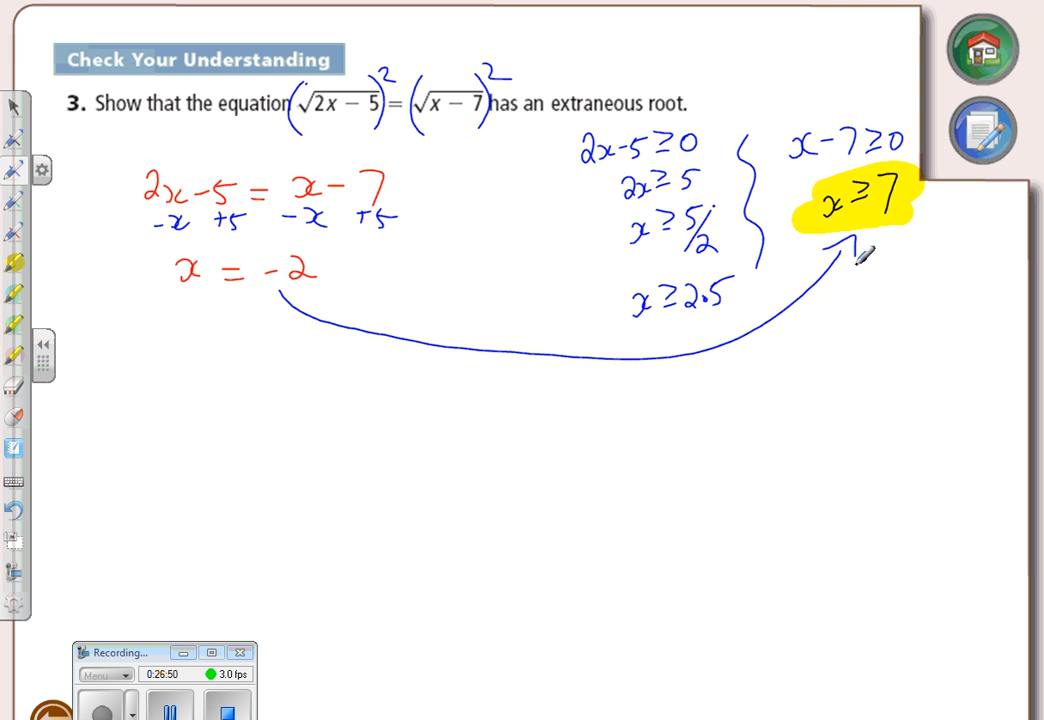 Check Your Understanding
3. Show that the equation (√2x − 5)² = (√x − 7)² has an extraneous root.
2x - 5 = x - 7
-x +5 -x +5
x = -2
2x-5 ≥ 0
2x ≥ 5
x ≥ 5/2
x ≥ 2.5
x - 7 ≥ 0
x ≥ 7
Recording...
Menu
0:26:50
3.0 fps